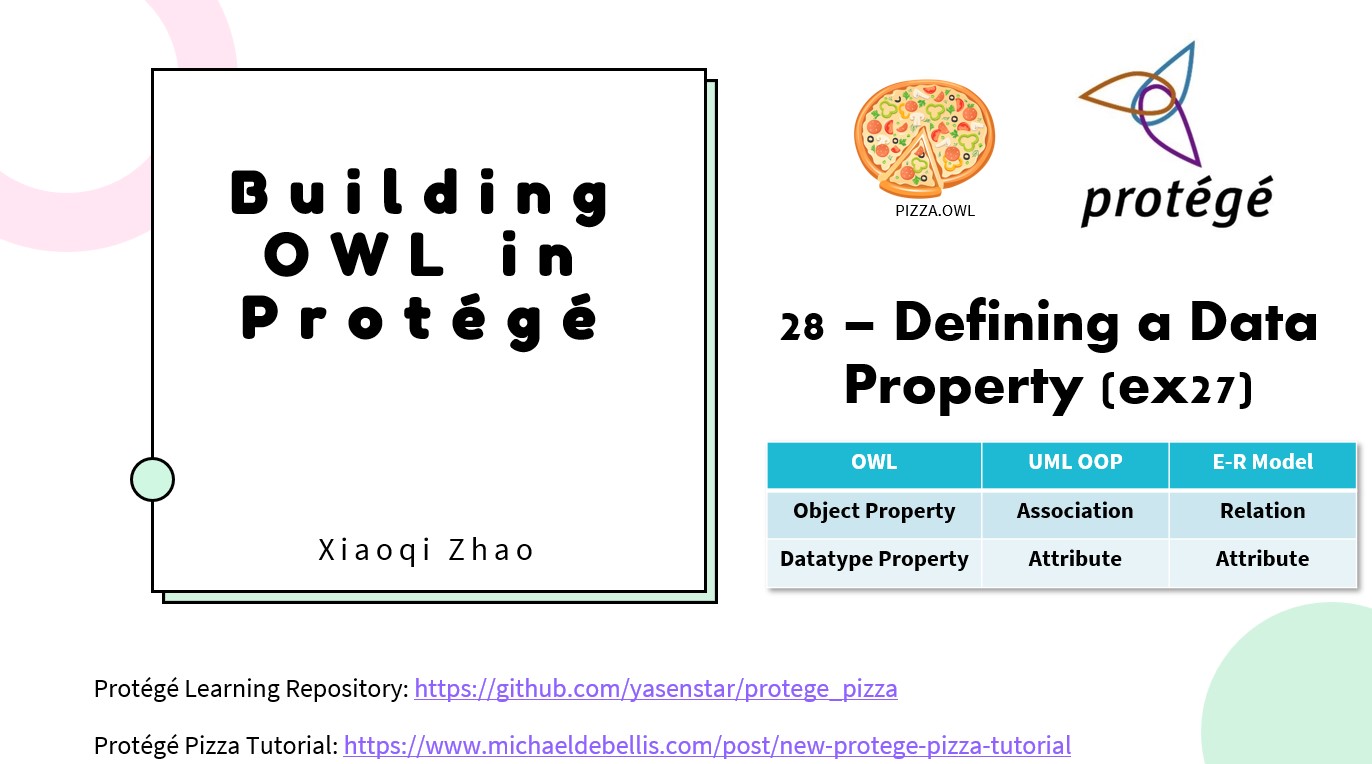 Building
OWL in
Protégé
Xiaoqi Zhao
PIZZA.OWL
protégé
28 – Defining a Data
Property (ex27)
OWL UML OOP E-R Model
Object Property Association Relation
Datatype Property Attribute Attribute
Protégé Learning Repository: https://github.com/yasenstar/protege_pizza
Protégé Pizza Tutorial: https://www.michaeldebellis.com/post/new-protege-pizza-tutorial